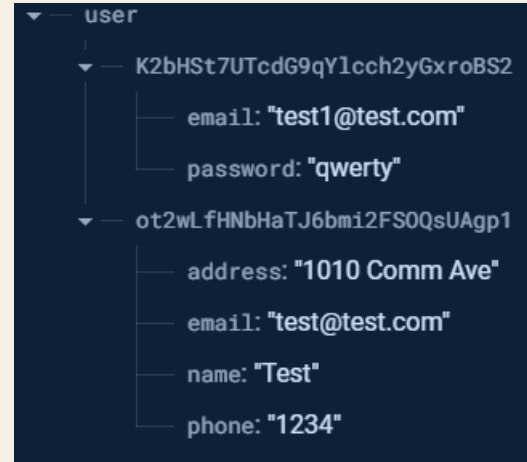 user
K2bHSt7UTcdG9qYlcch2yGxroBS2
email: "test1@test.com"
password: "qwerty"
ot2wLfHNbHaTJ6bmi2FSOQsUAgp1
address: "1010 Comm Ave"
email: "test@test.com"
name: "Test"
phone: "1234"